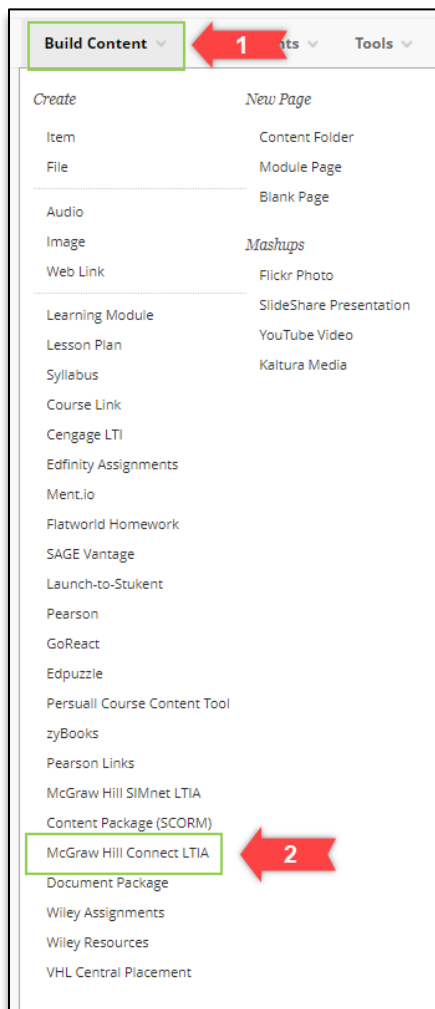 Build Content
1
Tools
Create
Item
File
Audio
Image
Web Link
Learning Module
Lesson Plan
Syllabus
Course Link
Cengage LTI
Edfinity Assignments
Ment.io
Flatworld Homework
SAGE Vantage
Launch-to-Stukent
Pearson
GoReact
Edpuzzle
Persuall Course Content Tool
zyBooks
Pearson Links
McGraw Hill SIMnet LTIA
Content Package (SCORM)
McGraw Hill Connect LTIA
2
Document Package
Wiley Assignments
Wiley Resources
VHL Central Placement
New Page
Content Folder
Module Page
Blank Page
Mashups
Flickr Photo
SlideShare Presentation
YouTube Video
Kaltura Media